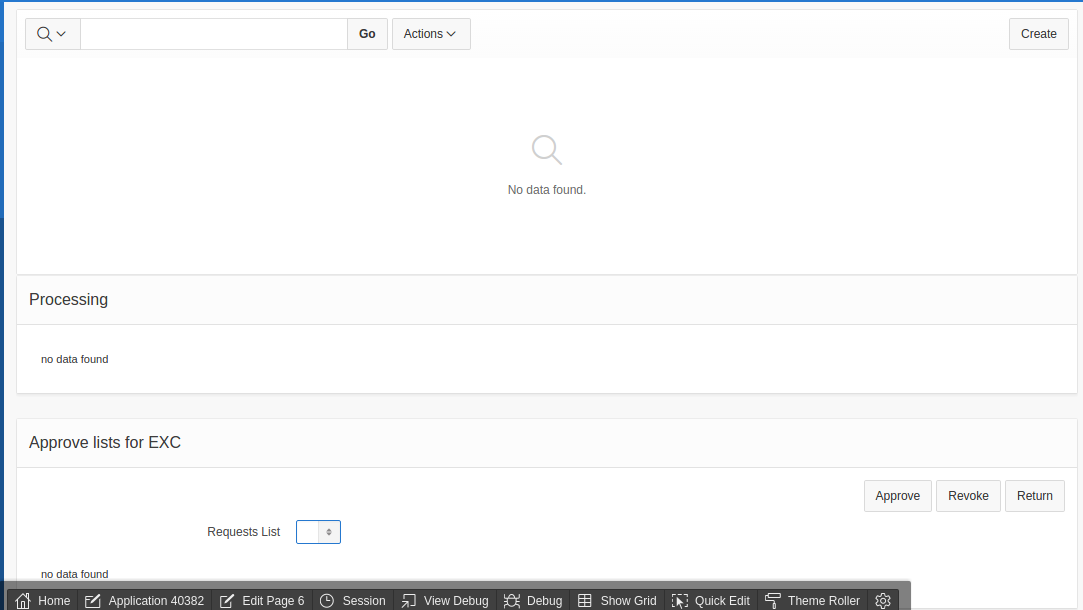 Go Actions Create
No data found.
Processing
no data found
Approve lists for EXC
Approve Revoke Return
Requests List
no data found
Home Application 40382 Edit Page 6 Session View Debug Debug Show Grid Quick Edit Theme Roller